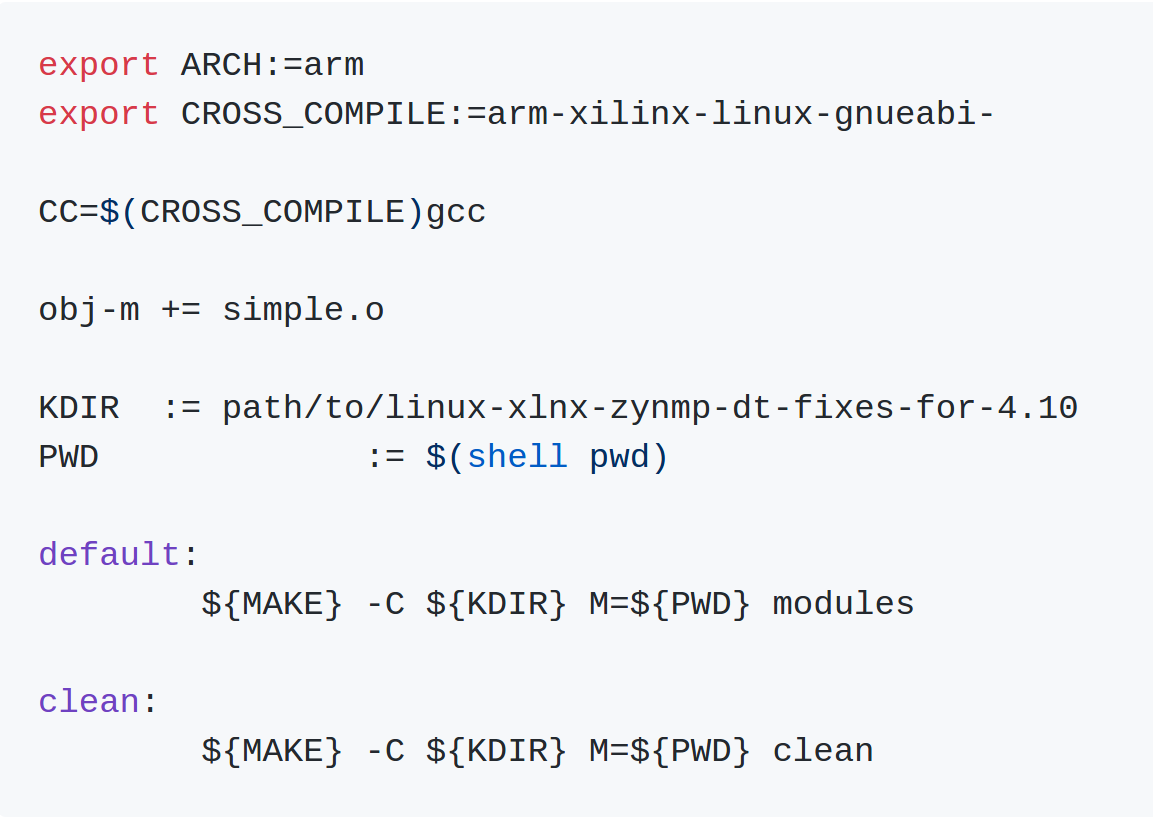 export ARCH:=arm
export CROSS_COMPILE:=arm-xilinx-linux-gnueabi-
CC=$(CROSS_COMPILE)gcc
obj-m += simple.o
KDIR  := path/to/linux-xlnx-zynmp-dt-fixes-for-4.10
PWD             := $(shell pwd)
default:
        ${MAKE} -C ${KDIR} M=${PWD} modules
clean:
        ${MAKE} -C ${KDIR} M=${PWD} clean